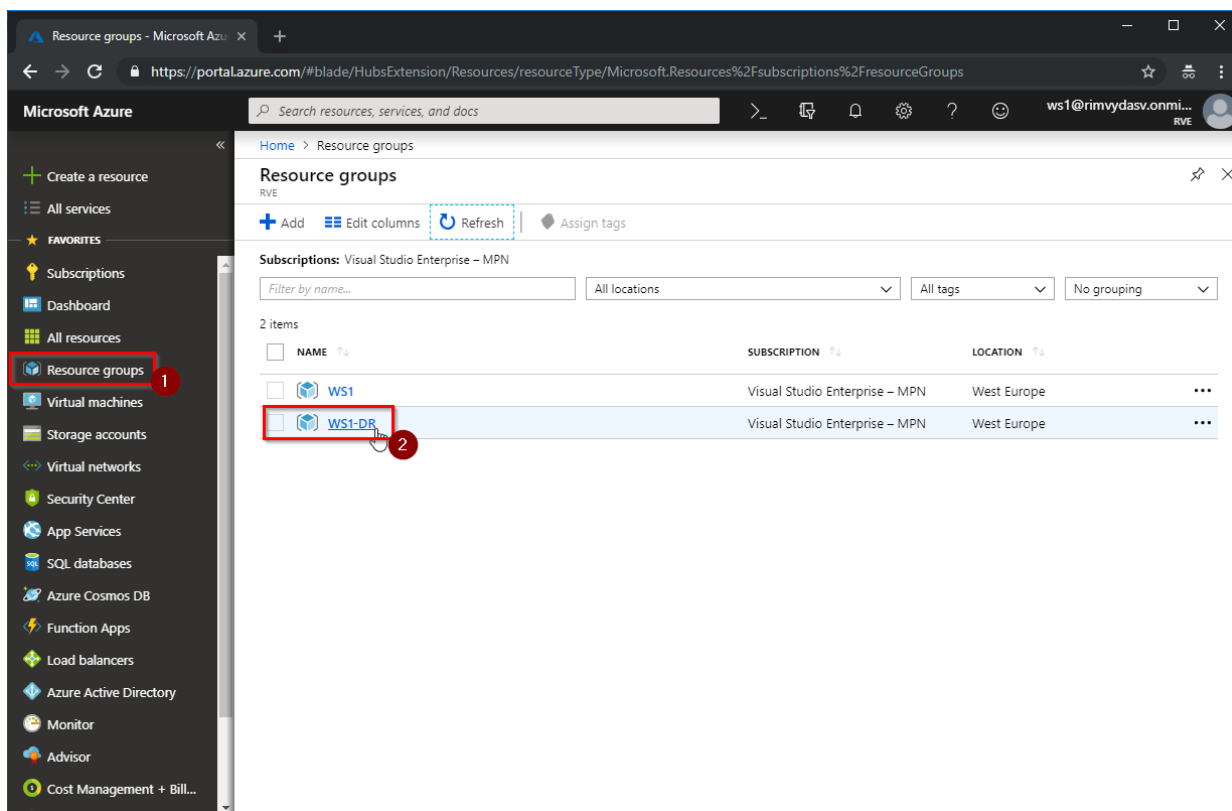 Resource groups - Microsoft Azu
https://portal.azure.com/#blade/HubsExtension/Resources/resourceType/Microsoft.Resources%2Fsubscriptions%2FresourceGroups
Microsoft Azure
Search resources, services, and docs
ws1@rimvydasv.onmi...
RVE
Home > Resource groups
Create a resource
All services
FAVORITES
Subscriptions
Dashboard
All resources
Resource groups
1
Virtual machines
Storage accounts
Virtual networks
Security Center
App Services
SQL databases
Azure Cosmos DB
Function Apps
Load balancers
Azure Active Directory
Monitor
Advisor
Cost Management + Bill...
Resource groups
RVE
Add Edit columns Refresh Assign tags
Subscriptions: Visual Studio Enterprise – MPN
Filter by name... All locations All tags No grouping
2 items
NAME SUBSCRIPTION LOCATION
WS1 Visual Studio Enterprise – MPN West Europe
WS1-DR Visual Studio Enterprise – MPN West Europe
2